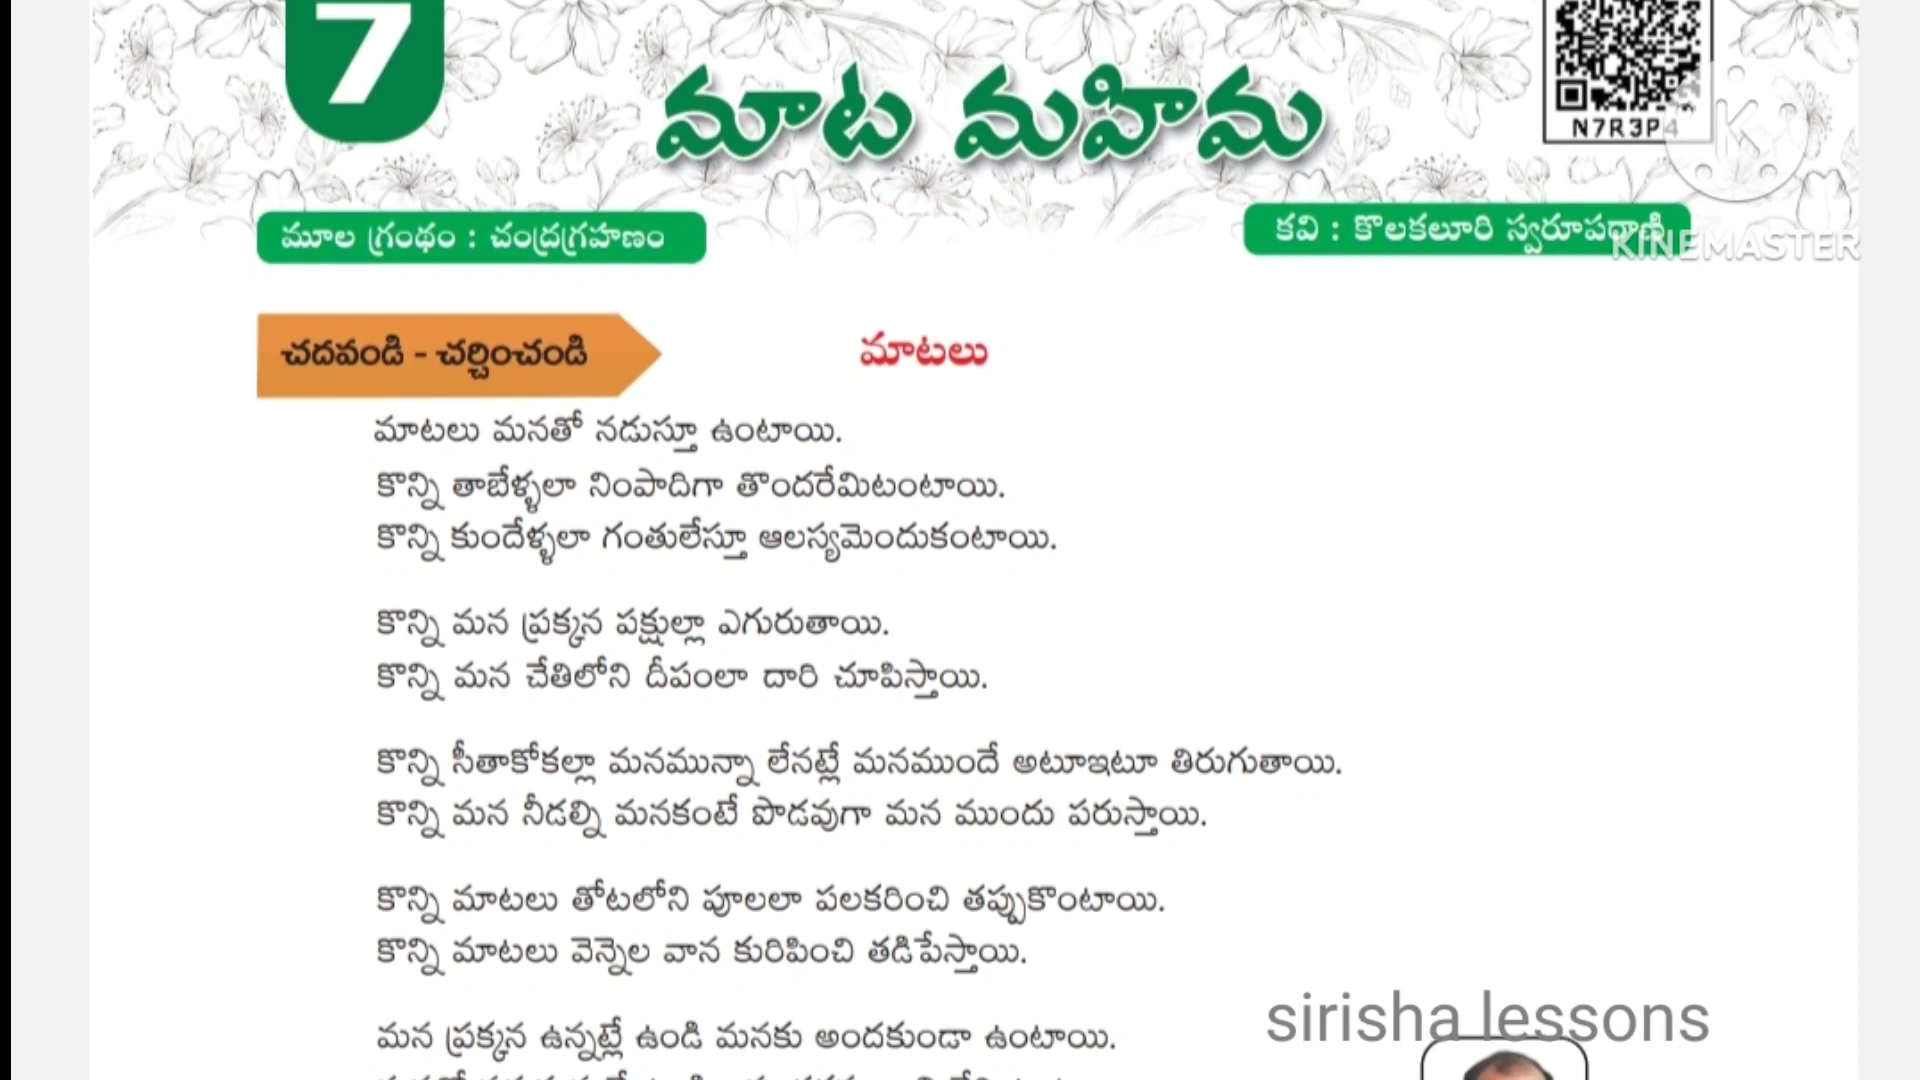 7
మాట మహిమ
N7R3P4
మూల గ్రంథం : చంద్రగ్రహణం
కవి : కొలకలూరి స్వరూపరాణి
KINEMASTER
చదవండి - చర్చించండి
మాటలు
మాటలు మనతో నడుస్తూ ఉంటాయి.
కొన్ని తాబేళ్ళలా నింపాదిగా తొందరేమిటంటాయి.
కొన్ని కుందేళ్ళలా గంతులేస్తూ ఆలస్యమెందుకంటాయి.
కొన్ని మన ప్రక్కన పక్షుల్లా ఎగురుతాయి.
కొన్ని మన చేతిలోని దీపంలా దారి చూపిస్తాయి.
కొన్ని సీతాకోకల్లా మనమున్నా లేనట్లే మనముందే అటూఇటూ తిరుగుతాయి.
కొన్ని మన నీడల్ని మనకంటే పొడవుగా మన ముందు పరుస్తాయి.
కొన్ని మాటలు తోటలోని పూలలా పలకరించి తప్పుకొంటాయి.
కొన్ని మాటలు వెన్నెల వాన కురిపించి తడిపేస్తాయి.
sirisha lessons
మన ప్రక్కన ఉన్నట్లే ఉండి మనకు అందకుండా ఉంటాయి.